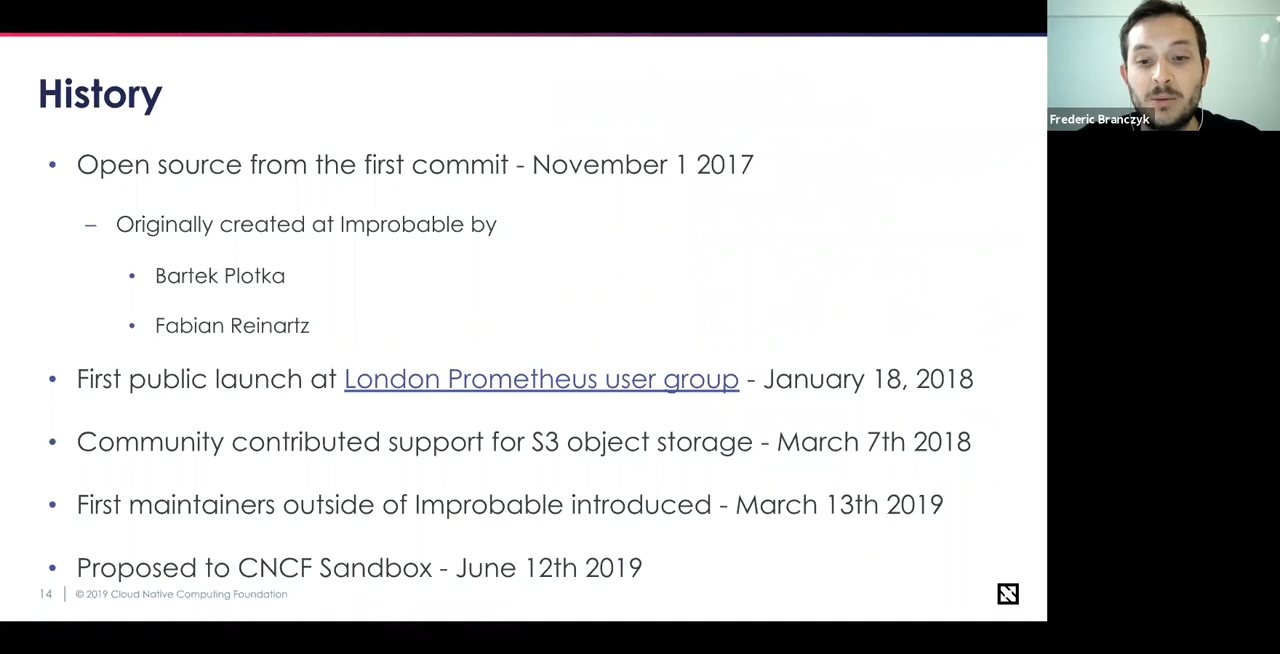 History
• Open source from the first commit - November 1 2017
– Originally created at Improbable by
• Bartek Plotka
• Fabian Reinartz
• First public launch at London Prometheus user group - January 18, 2018
• Community contributed support for S3 object storage - March 7th 2018
• First maintainers outside of Improbable introduced - March 13th 2019
• Proposed to CNCF Sandbox - June 12th 2019
14 | © 2019 Cloud Native Computing Foundation
Frederic Branczyk